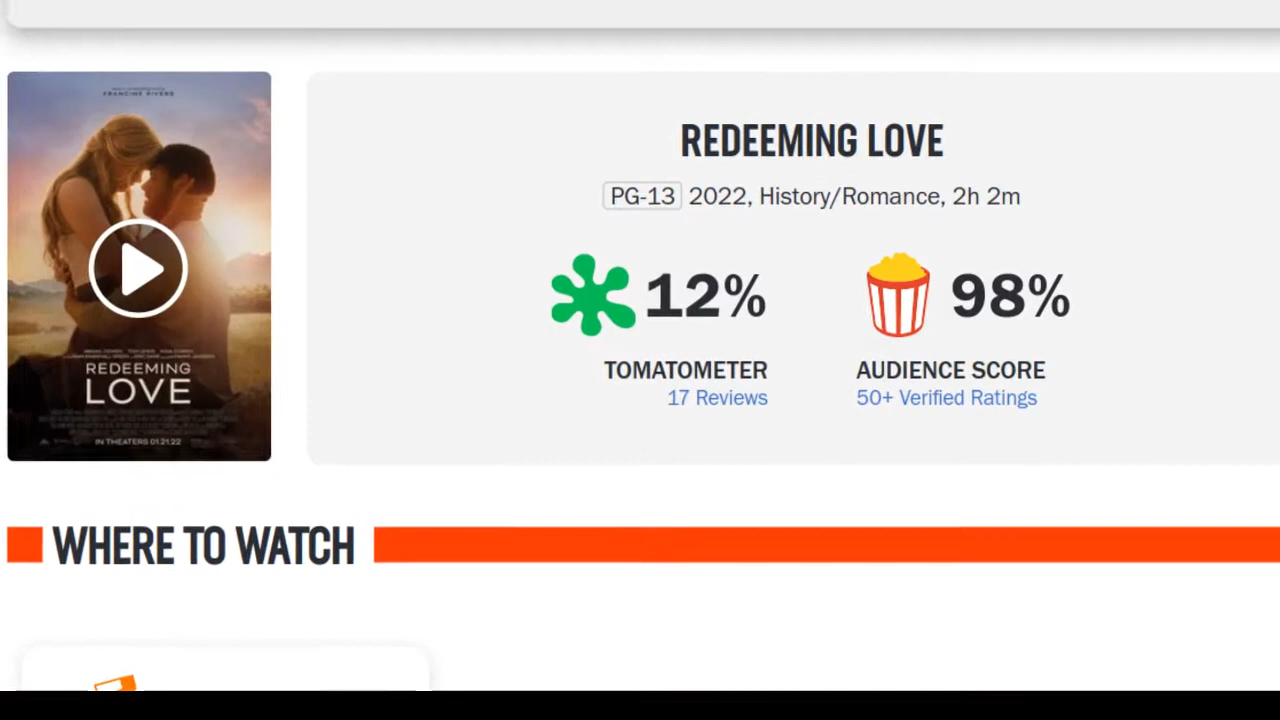 FRANCINE RIVERS
REDEEMING
LOVE
IN THEATERS 01.21.22
REDEEMING LOVE
PG-13 2022, History/Romance, 2h 2m
12%
98%
TOMATOMETER
AUDIENCE SCORE
17 Reviews
50+ Verified Ratings
WHERE TO WATCH